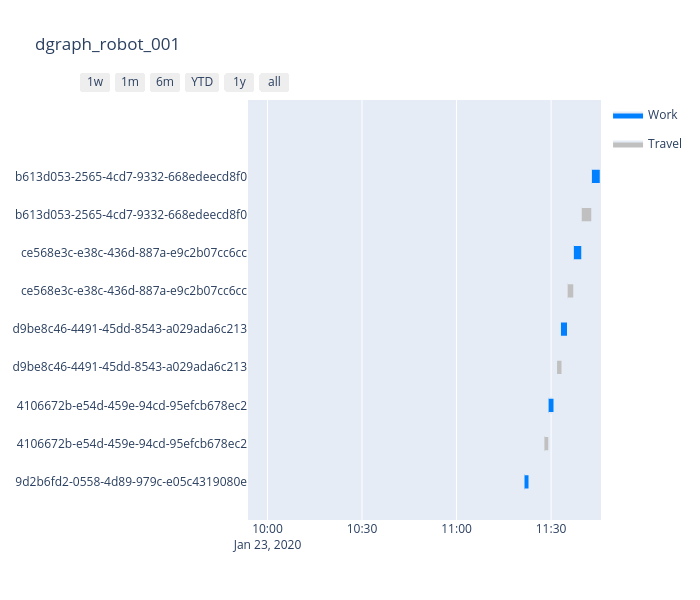 dgraph_robot_001
1w 1m 6m YTD 1y all
Work
Travel
b613d053-2565-4cd7-9332-668edeecd8f0
b613d053-2565-4cd7-9332-668edeecd8f0
ce568e3c-e38c-436d-887a-e9c2b07cc6cc
ce568e3c-e38c-436d-887a-e9c2b07cc6cc
d9be8c46-4491-45dd-8543-a029ada6c213
d9be8c46-4491-45dd-8543-a029ada6c213
4106672b-e54d-459e-94cd-95efcb678ec2
4106672b-e54d-459e-94cd-95efcb678ec2
9d2b6fd2-0558-4d89-979c-e05c4319080e
10:00 10:30 11:00 11:30
Jan 23, 2020